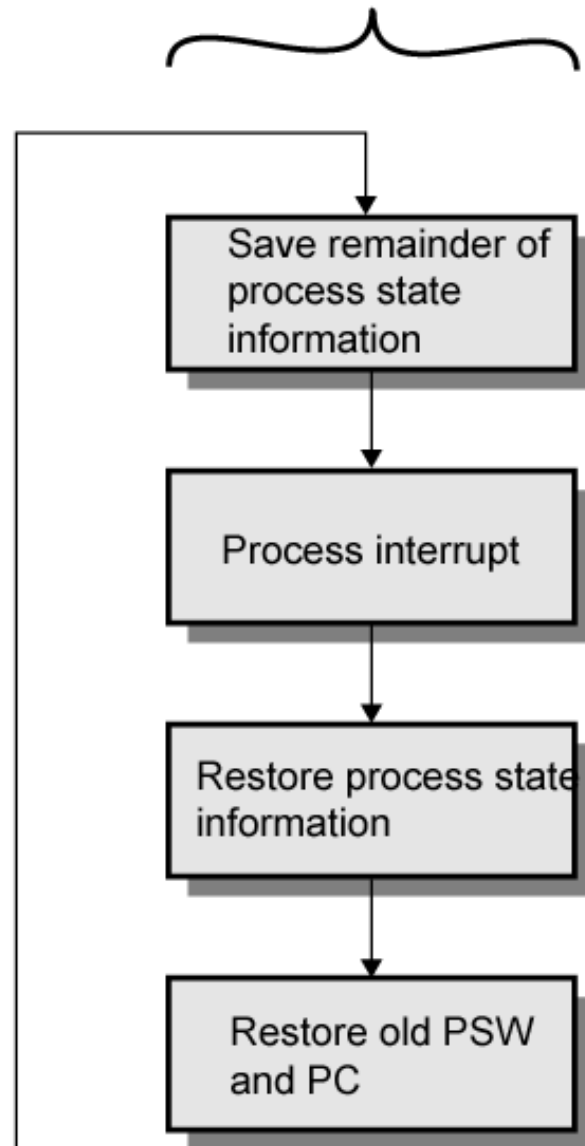 Save remainder of
process state
information
Process interrupt
Restore process state
information
Restore old PSW
and PC